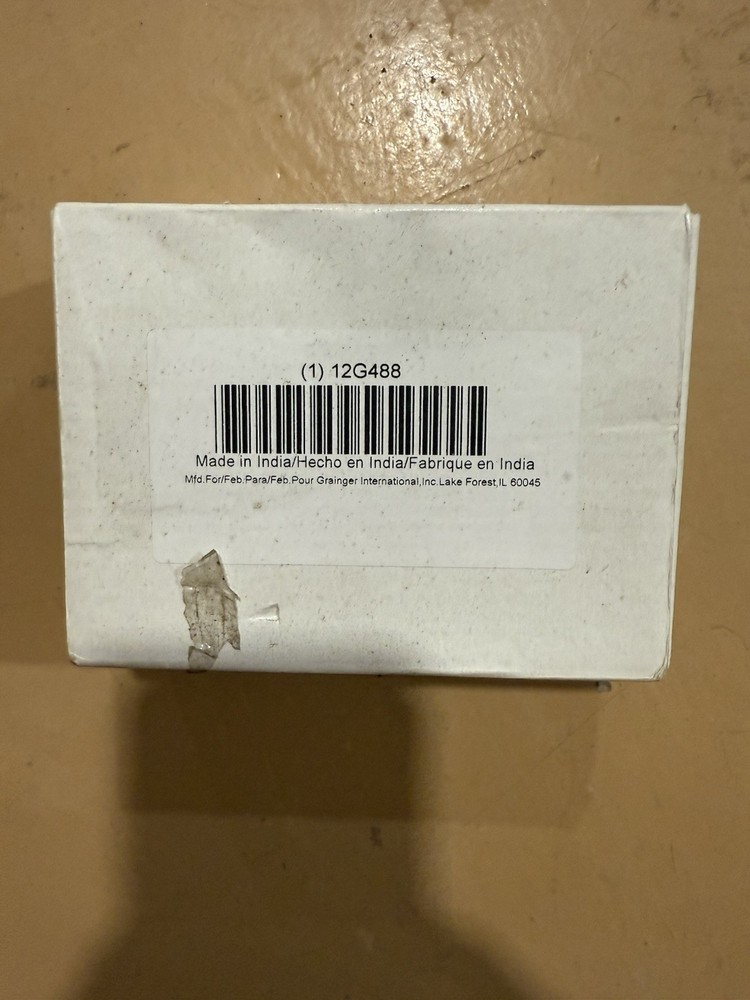 (1) 12G488
Made in India/Hecho en India/Fabrique en India
Mfd.For/Feb.Para/Feb.Pour Grainger International,Inc.Lake Forest,IL 60045